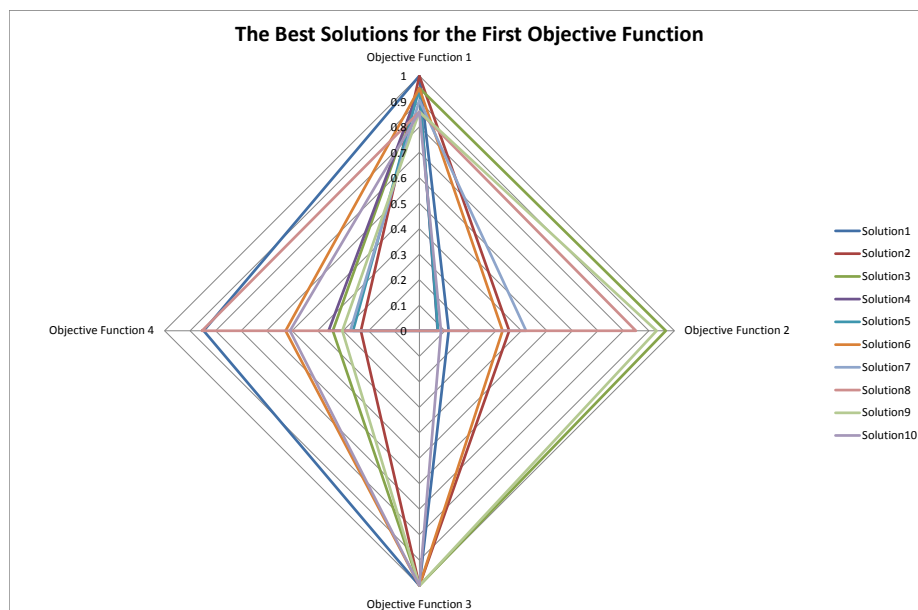 The Best Solutions for the First Objective Function
Objective Function 1
1
0.9
0.8
0.7
0.6
0.5
0.4
0.3
0.2
0.1
0
Objective Function 4
Objective Function 2
Objective Function 3
Solution1
Solution2
Solution3
Solution4
Solution5
Solution6
Solution7
Solution8
Solution9
Solution10